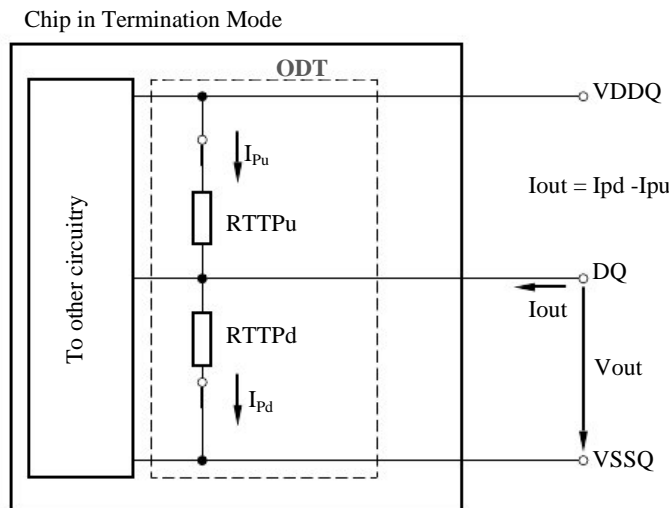 Chip in Termination Mode
ODT
VDDQ
IPu
Iout = Ipd -Ipu
RTTPu
To other circuitry
DQ
Iout
RTTPd
Vout
IPd
VSSQ